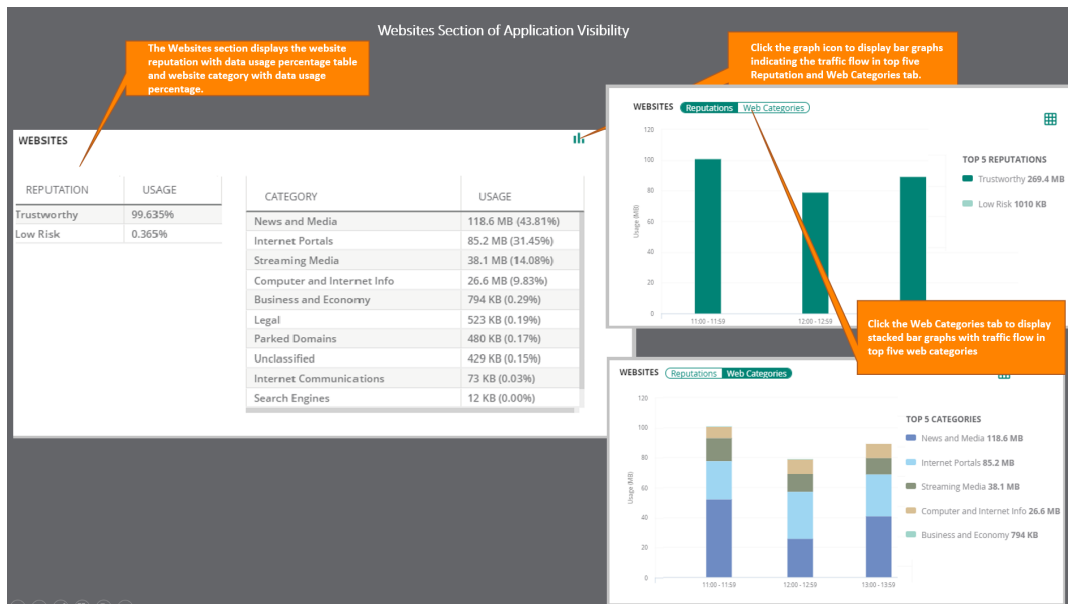 Websites Section of Application Visibility
The Websites section displays the website
reputation with data usage percentage table
and website category with data usage
percentage.
Click the graph icon to display bar graphs
indicating the traffic flow in top five
Reputation and Web Categories tab.
WEBSITES
REPUTATION USAGE
Trustworthy 99.635%
Low Risk 0.365%
CATEGORY USAGE
News and Media 118.6 MB (43.81%)
Internet Portals 85.2 MB (31.45%)
Streaming Media 38.1 MB (14.08%)
Computer and Internet Info 26.6 MB (9.83%)
Business and Economy 794 KB (0.29%)
Legal 523 KB (0.19%)
Parked Domains 480 KB (0.17%)
Unclassified 429 KB (0.15%)
Internet Communications 73 KB (0.03%)
Search Engines 12 KB (0.00%)
WEBSITES Reputations Web Categories
120
100
80
60
40
20
0
Usage (MB)
11:00 - 11:59 12:00 - 12:59
TOP 5 REPUTATIONS
Trustworthy 269.4 MB
Low Risk 1010 KB
Click the Web Categories tab to display
stacked bar graphs with traffic flow in
top five web categories
WEBSITES Reputations Web Categories
120
100
80
60
40
20
0
Usage (MB)
11:00 - 11:59 12:00 - 12:59 13:00 - 13:59
TOP 5 CATEGORIES
News and Media 118.6 MB
Internet Portals 85.2 MB
Streaming Media 38.1 MB
Computer and Internet Info 26.6 MB
Business and Economy 794 KB